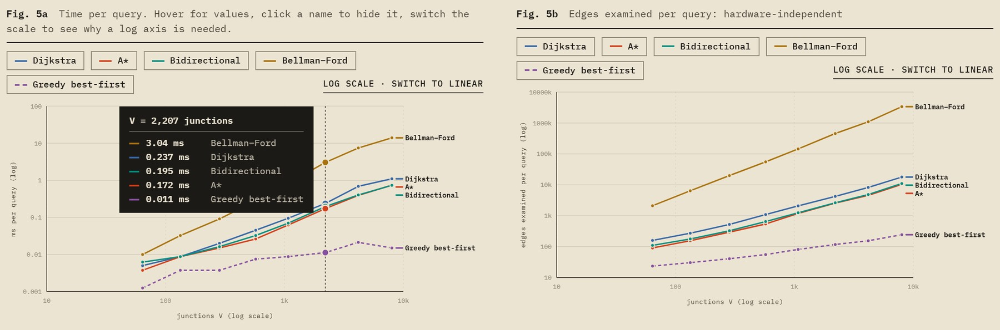 Fig. 5a Time per query. Hover for values, click a name to hide it, switch the
scale to see why a log axis is needed.
Dijkstra
A*
Bidirectional
Bellman–Ford
Greedy best-first
LOG SCALE · SWITCH TO LINEAR
100
10
1
0.1
0.01
0.001
ms per query (log)
V = 2,207 junctions
3.04 ms Bellman–Ford
0.237 ms Dijkstra
0.195 ms Bidirectional
0.172 ms A*
0.011 ms Greedy best-first
Bellman–Ford
Dijkstra
A*
Bidirectional
Greedy best-first
10
100
1k
10k
junctions V (log scale)
Fig. 5b Edges examined per query: hardware-independent
Dijkstra
A*
Bidirectional
Bellman–Ford
Greedy best-first
LOG SCALE · SWITCH TO LINEAR
10000k
1000k
100k
10k
1k
100
10
edges examined per query (log)
Bellman–Ford
Dijkstra
Bidirectional
A*
Greedy best-first
10
100
1k
10k
junctions V (log scale)